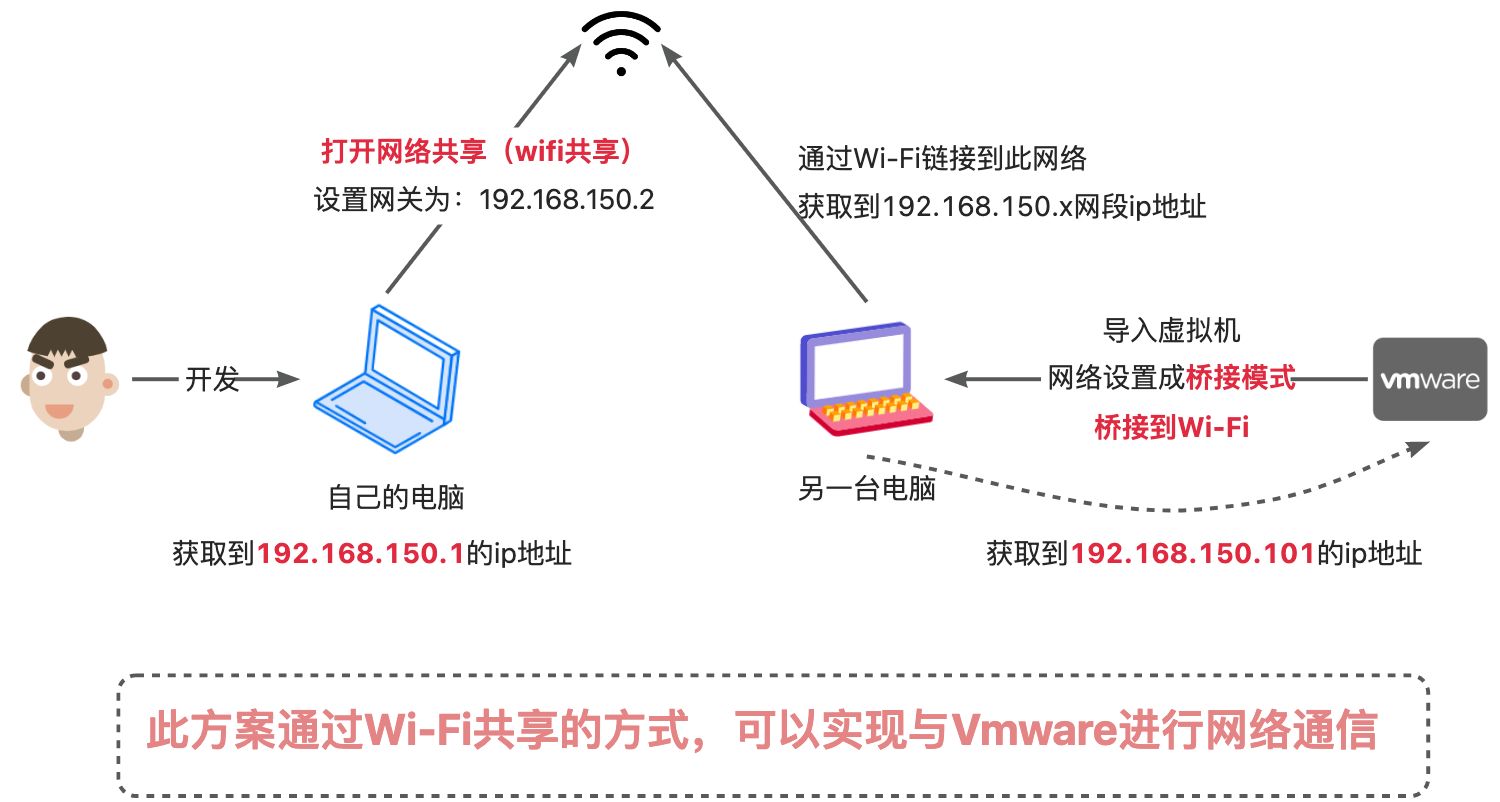 打开网络共享（wifi共享）
设置网关为：192.168.150.2
通过Wi-Fi链接到此网络
获取到192.168.150.x网段ip地址
开发
导入虚拟机
网络设置成桥接模式
桥接到Wi-Fi
vmware
自己的电脑
获取到192.168.150.1的ip地址
另一台电脑
获取到192.168.150.101的ip地址
此方案通过Wi-Fi共享的方式，可以实现与Vmware进行网络通信